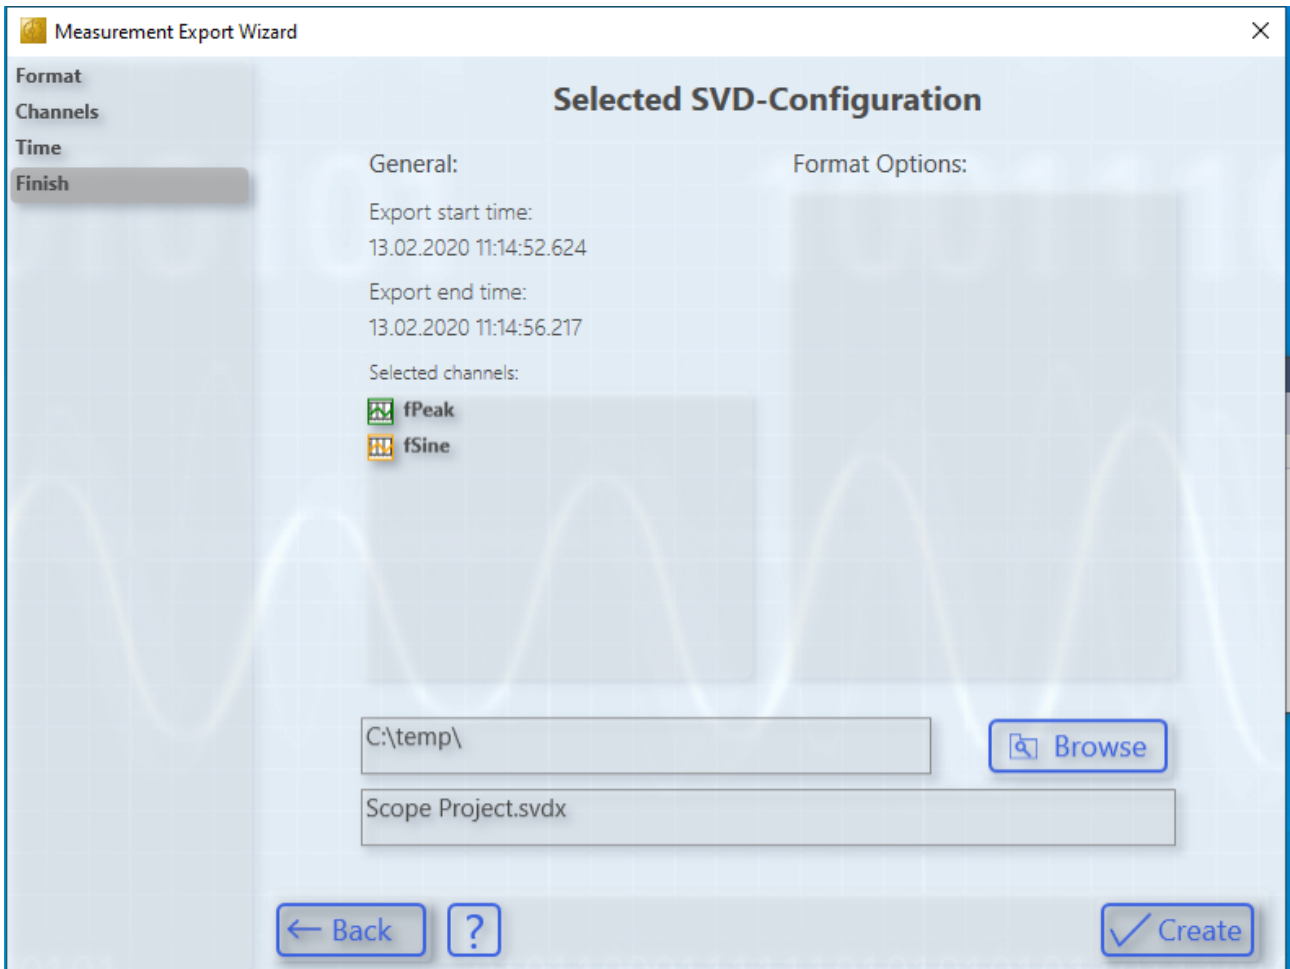 Measurement Export Wizard
Format
Channels
Time
Finish
Selected SVD-Configuration
General:
Export start time:
13.02.2020 11:14:52.624
Export end time:
13.02.2020 11:14:56.217
Selected channels:
fPeak
fSine
Format Options:
C:\temp\
Browse
Scope Project.svdx
Back
?
Create